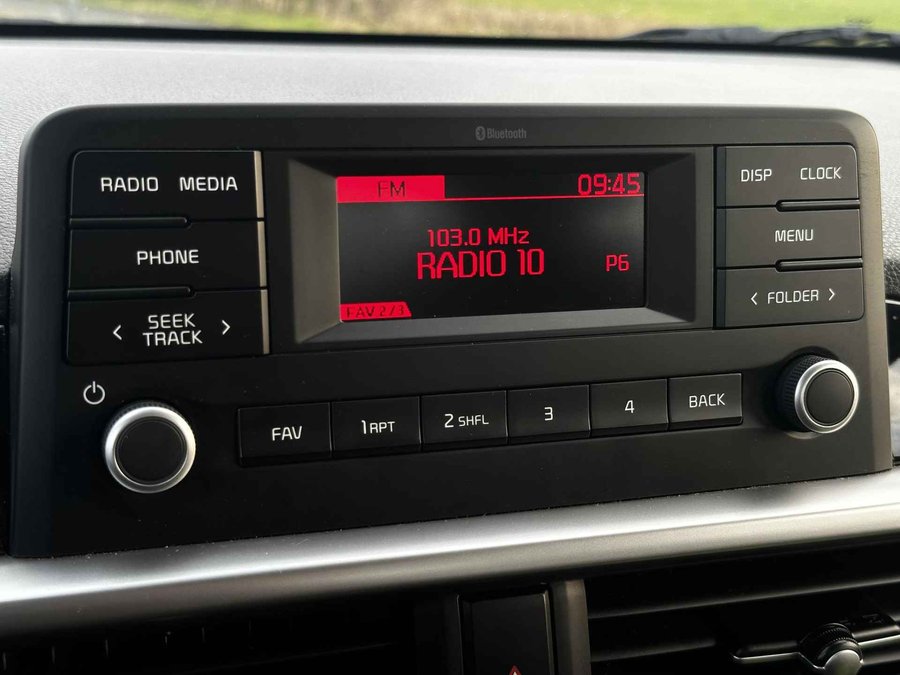 Bluetooth
RADIO MEDIA
PHONE
< SEEK TRACK >
FM 09:45
103.0 MHz
RADIO 10 P6
FAV 2/3
DISP CLOCK
MENU
< FOLDER >
FAV 1 RPT 2 SHFL 3 4 BACK